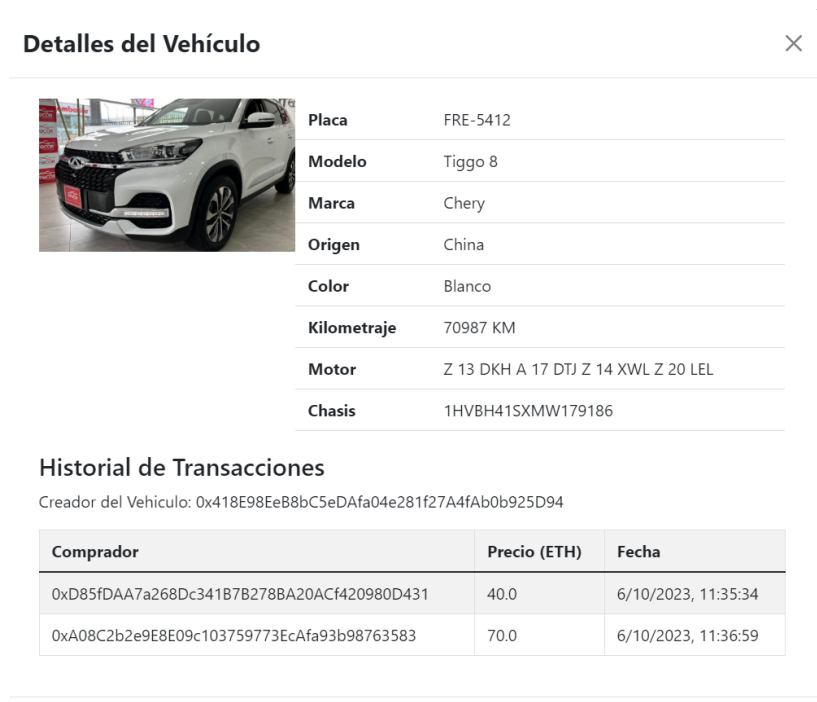 Detalles del Vehículo
Placa FRE-5412
Modelo Tiggo 8
Marca Chery
Origen China
Color Blanco
Kilometraje 70987 KM
Motor Z 13 DKH A 17 DTJ Z 14 XWL Z 20 LEL
Chasis 1HVBH41SXMW179186
Historial de Transacciones
Creador del Vehiculo: 0x418E98EeB8bC5eDAfa04e281f27A4fAb0b925D94
Comprador Precio (ETH) Fecha
0xD85fDAA7a268Dc341B7B278BA20ACf420980D431 40.0 6/10/2023, 11:35:34
0xA08C2b2e9E8E09c103759773EcAfa93b98763583 70.0 6/10/2023, 11:36:59